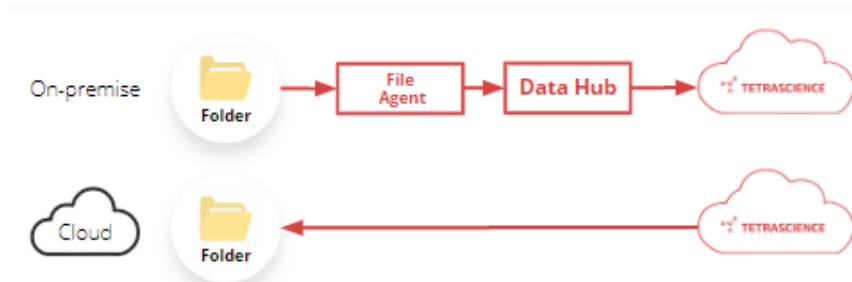 On-premise
Folder
File
Agent
Data Hub
TETRASCIENCE
Cloud
Folder
TETRASCIENCE